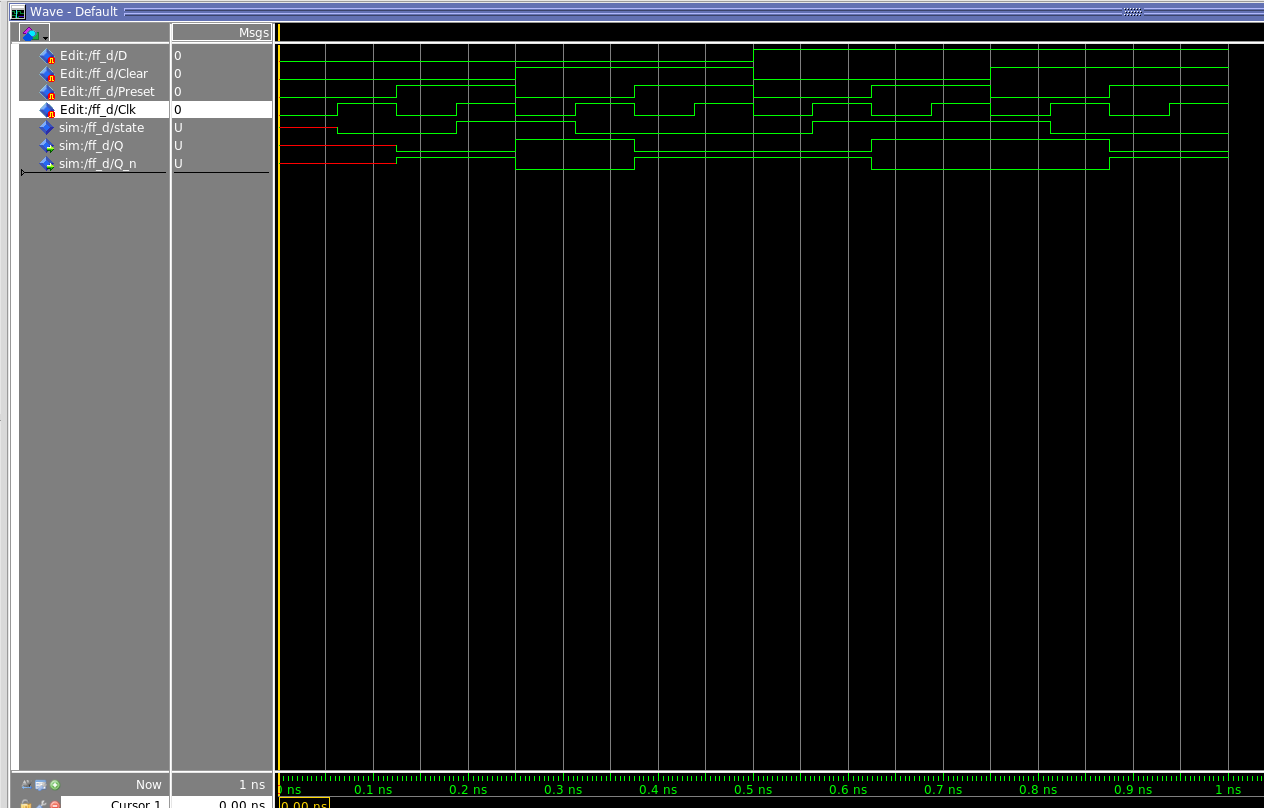 Wave - Default
Msgs
Edit:/ff_d/D 0
Edit:/ff_d/Clear 0
Edit:/ff_d/Preset 0
Edit:/ff_d/Clk 0
sim:/ff_d/state U
sim:/ff_d/Q U
sim:/ff_d/Q_n U
Now 1 ns 0 ns 0.1 ns 0.2 ns 0.3 ns 0.4 ns 0.5 ns 0.6 ns 0.7 ns 0.8 ns 0.9 ns 1 ns
Cursor 1 0.00 ns 0.00 ns